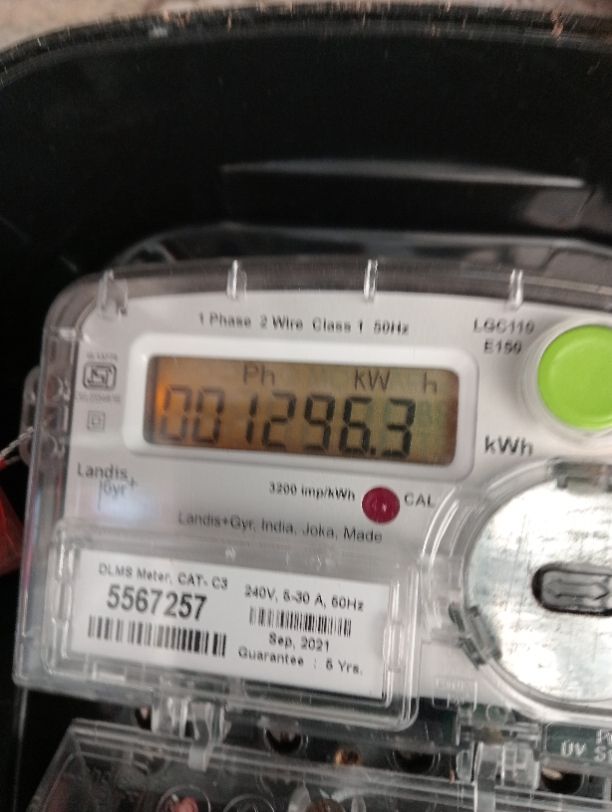 1 Phase 2 Wire Class 1 50Hz
LGC110
E150
Ph kW h
001296.3
kWh
Landis
Gyr+
3200 imp/kWh
CAL
Landis+Gyr, India, Joka, Made
DLMS Meter, CAT- C3
5567257
240V, 5-30 A, 50Hz
Sep, 2021
Guarantee : 5 Yrs.
UV